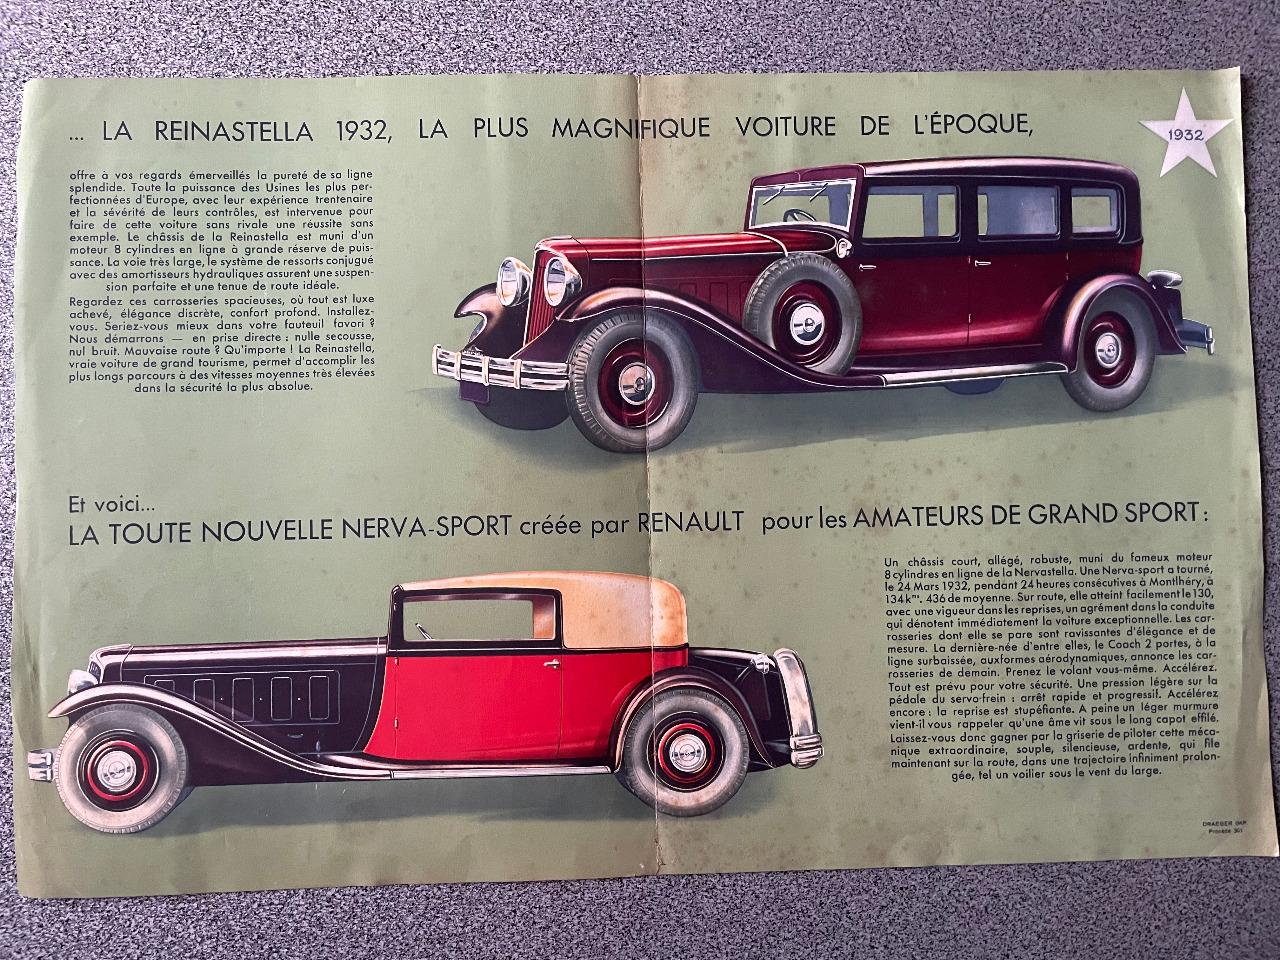 ... LA REINASTELLA 1932, LA PLUS MAGNIFIQUE VOITURE DE L'ÉPOQUE,
1932
offre à vos regards émerveillés la pureté de sa ligne
splendide. Toute la puissance des Usines les plus per-
fectionnées d'Europe, avec leur expérience trentenaire
et la sévérité de leurs contrôles, est intervenue pour
faire de cette voiture sans rivale une réussite sans
exemple. Le châssis de la Reinastella est muni d'un
moteur 8 cylindres en ligne à grande réserve de puis-
sance. La voie très large, le système de ressorts conjugué
avec des amortisseurs hydrauliques assurent une suspen-
sion parfaite et une tenue de route idéale.
Regardez ces carrosseries spacieuses, où tout est luxe
achevé, élégance discrète, confort profond. Installez-
vous. Seriez-vous mieux dans votre fauteuil favori ?
Nous démarrons — en prise directe : nulle secousse,
nul bruit. Mauvaise route ? Qu'importe ! La Reinastella,
vraie voiture de grand tourisme, permet d'accomplir les
plus longs parcours à des vitesses moyennes très élevées
dans la sécurité la plus absolue.
Et voici...
LA TOUTE NOUVELLE NERVA-SPORT créée par RENAULT pour les AMATEURS DE GRAND SPORT :
Un châssis court, allégé, robuste, muni du fameux moteur
8 cylindres en ligne de la Nervastella. Une Nerva-sport a tourné,
le 24 Mars 1932, pendant 24 heures consécutives à Montlhéry, à
134 kms. 436 de moyenne. Sur route, elle atteint facilement le 130,
avec une vigueur dans les reprises, un agrément dans la conduite
qui dénotent immédiatement la voiture exceptionnelle. Les car-
rosseries dont elle se pare sont ravissantes d'élégance et de
mesure. La dernière-née d'entre elles, le Coach 2 portes, à la
ligne surbaissée, aux formes aérodynamiques, annonce les car-
rosseries de demain. Prenez le volant vous-même. Accélérez.
Tout est prévu pour votre sécurité. Une pression légère sur la
pédale du servo-frein : arrêt rapide et progressif. Accélérez
encore : la reprise est stupéfiante. A peine un léger murmure
vient-il vous rappeler qu'une âme vit sous le long capot effilé.
Laissez-vous donc gagner par la griserie de piloter cette méca-
nique extraordinaire, souple, silencieuse, ardente, qui file
maintenant sur la route, dans une trajectoire infiniment prolon-
gée, tel un voilier sous le vent du large.
DRAEGER IMP.
Procédé 301